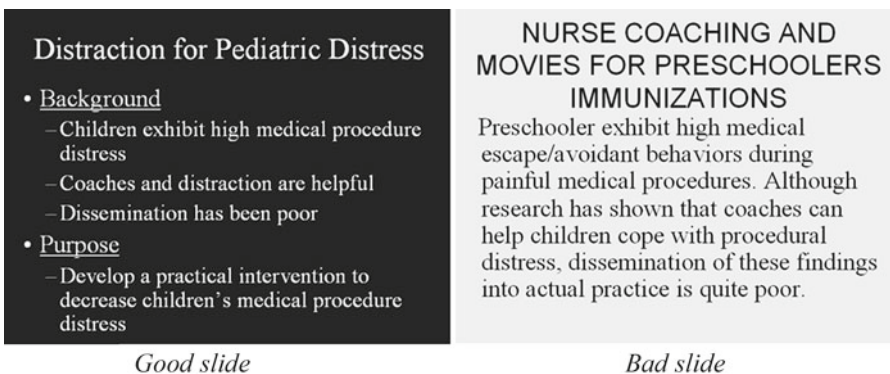 Distraction for Pediatric Distress
• Background
–Children exhibit high medical procedure
distress
–Coaches and distraction are helpful
–Dissemination has been poor
• Purpose
–Develop a practical intervention to
decrease children's medical procedure
distress
Good slide
NURSE COACHING AND
MOVIES FOR PRESCHOOLERS
IMMUNIZATIONS
Preschooler exhibit high medical
escape/avoidant behaviors during
painful medical procedures. Although
research has shown that coaches can
help children cope with procedural
distress, dissemination of these findings
into actual practice is quite poor.
Bad slide